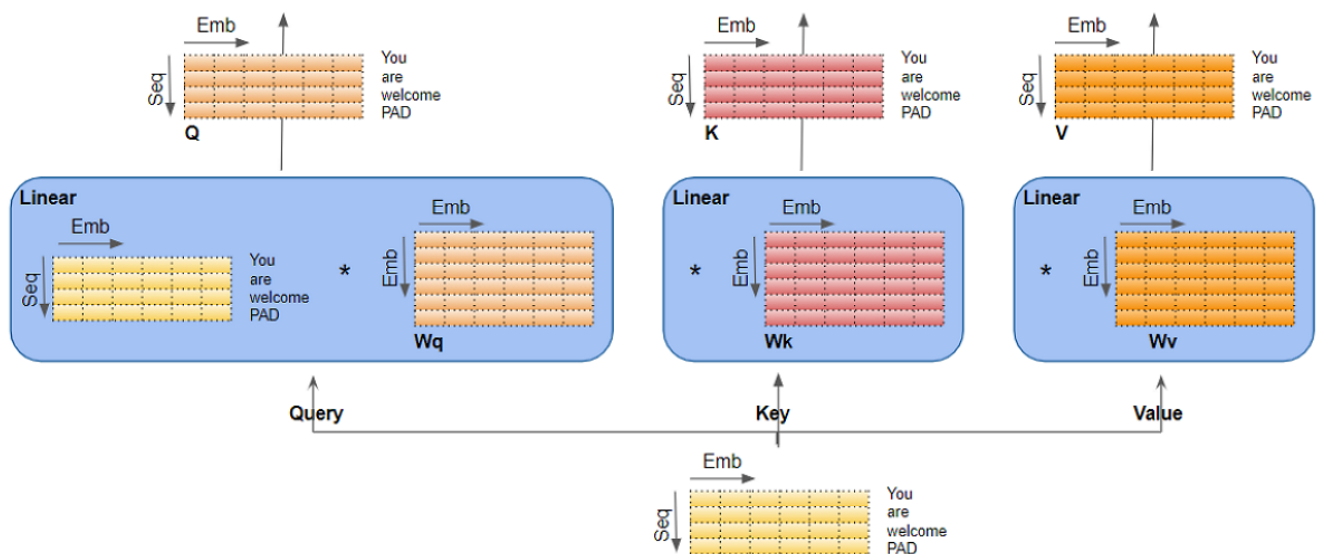 Emb
Seq
You
are
welcome
PAD
Q
Emb
Seq
You
are
welcome
PAD
K
Emb
Seq
You
are
welcome
PAD
V
Linear
Emb
Seq
You
are
welcome
PAD
*
Emb
Emb
Wq
Linear
*
Emb
Emb
Wk
Linear
*
Emb
Emb
Wv
Query
Key
Value
Emb
Seq
You
are
welcome
PAD